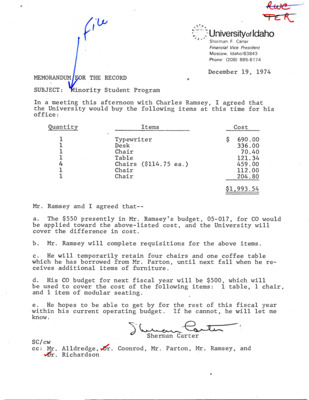 RWC
TER
File
University of Idaho
Sherman F. Carter
Financial Vice President
Moscow, Idaho/83843
Phone (208) 885-6174
December 19, 1974
MEMORANDUM FOR THE RECORD
SUBJECT: Minority Student Program
In a meeting this afternoon with Charles Ramsey, I agreed that
the University would buy the following items at this time for his
office:
Quantity Items Cost
1 Typewriter $ 690.00
1 Desk 336.00
1 Chair 70.40
1 Table 121.34
4 Chairs ($114.75 ea.) 459.00
1 Chair 112.00
1 Chair 204.80
$1,993.54
Mr. Ramsey and I agreed that--
a. The $550 presently in Mr. Ramsey's budget, 05-017, for CO would
be applied toward the above-listed cost, and the University will
cover the difference in cost.
b. Mr. Ramsey will complete requisitions for the above items.
c. He will temporarily retain four chairs and one coffee table
which he has borrowed from Mr. Parton, until next fall when he re-
ceives additional items of furniture.
d. His CO budget for next fiscal year will be $500, which will
be used to cover the cost of the following items: 1 table, 1 chair,
and 1 item of modular seating.
e. He hopes to be able to get by for the rest of this fiscal year
within his current operating budget. If he cannot, he will let me
know.
Sherman Carter
Sherman Carter
SC/cw
cc: Mr. Alldredge, Dr. Coonrod, Mr. Parton, Mr. Ramsey, and
Dr. Richardson